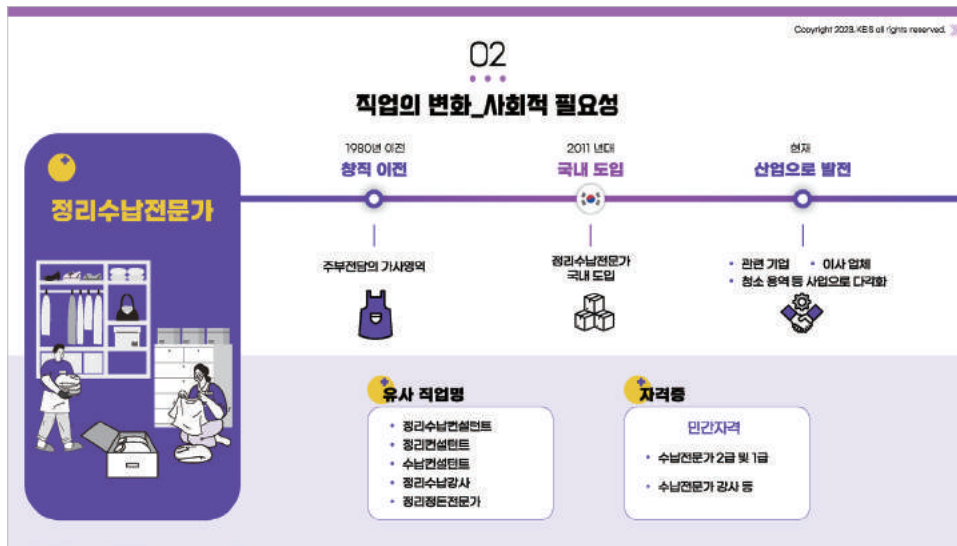 Copyright 2023.KEIS all rights reserved.
02
직업의 변화_사회적 필요성
정리수납전문가
1980년 이전
창직 이전
주부전담의 가사영역
2011 년대
국내 도입
정리수납전문가
국내 도입
현재
산업으로 발전
• 관련 기업 • 이사 업체
• 청소 용역 등 사업으로 다각화
유사 직업명
• 정리수납컨설턴트
• 정리컨설턴트
• 수납컨설턴트
• 정리수납강사
• 정리정돈전문가
자격증
민간자격
• 수납전문가 2급 및 1급
• 수납전문가 강사 등